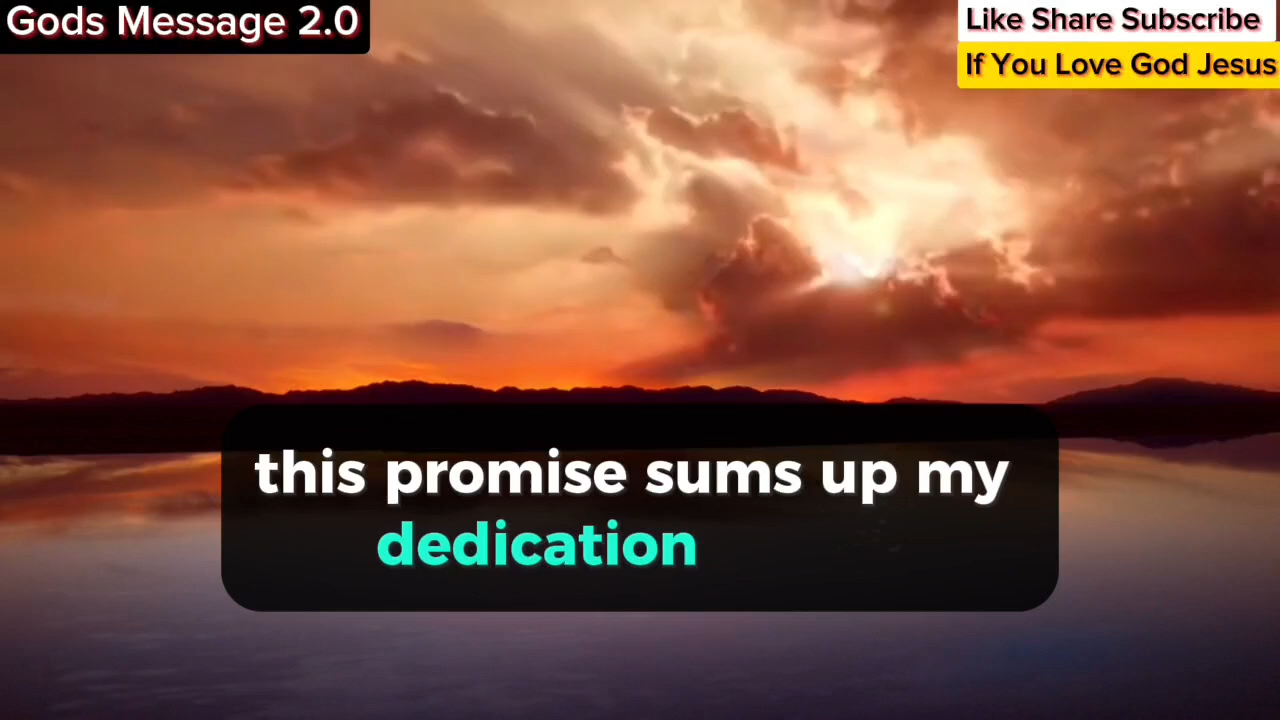 Gods Message 2.0
Like Share Subscribe
If You Love God Jesus
this promise sums up my
dedication